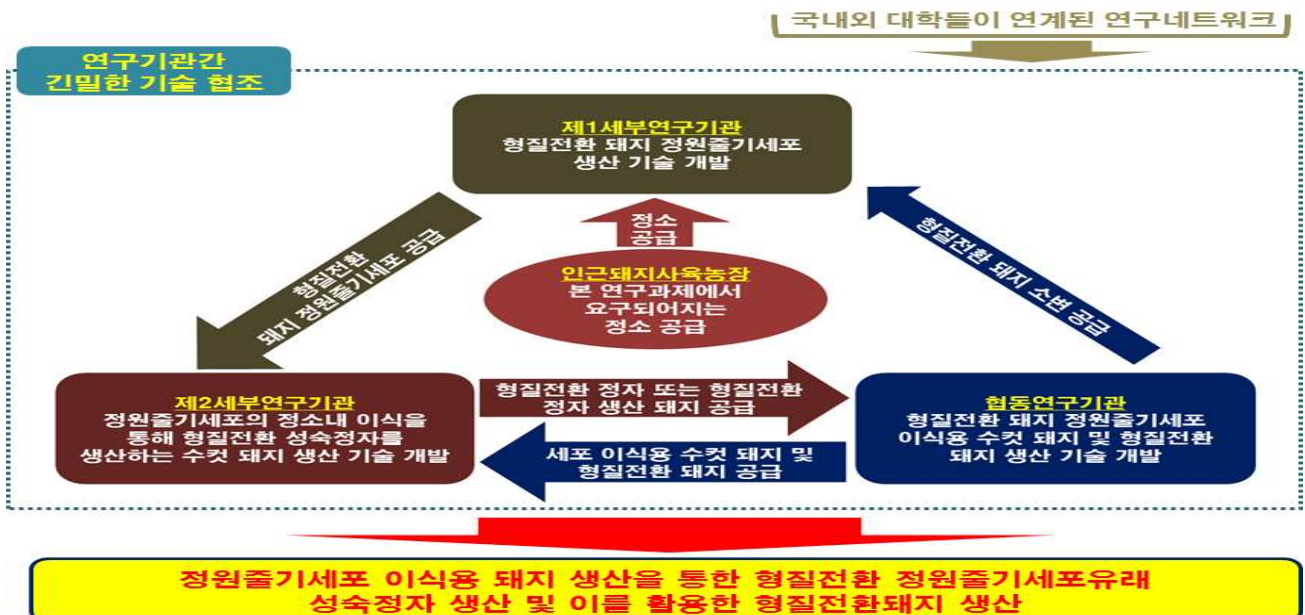 국내외 대학들이 연계된 연구네트워크
연구기관간
긴밀한 기술 협조
제1세부연구기관
형질전환 돼지 정원줄기세포
생산 기술 개발
정소
공급
인근돼지사육농장
본 연구과제에서
요구되어지는
정소 공급
형질전환
돼지 정원줄기세포 공급
형질전환 돼지 소변 공급
제2세부연구기관
정원줄기세포의 정소내 이식을
통해 형질전환 성숙정자를
생산하는 수컷 돼지 생산 기술 개발
형질전환 정자 또는 형질전환
정자 생산 돼지 공급
세포 이식용 수컷 돼지 및
형질전환 돼지 공급
협동연구기관
형질전환 돼지 정원줄기세포
이식용 수컷 돼지 및 형질전환
돼지 생산 기술 개발
정원줄기세포 이식용 돼지 생산을 통한 형질전환 정원줄기세포유래
성숙정자 생산 및 이를 활용한 형질전환돼지 생산